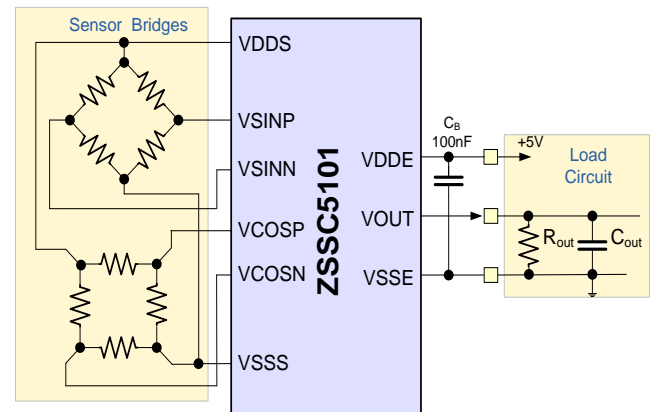 Sensor Bridges
VDDS
VSINP
VSINN
VCOSP
VCOSN
VSSS
ZSSC5101
VDDE
VOUT
VSSE
CB
100nF
+5V
Load
Circuit
Rout
Cout